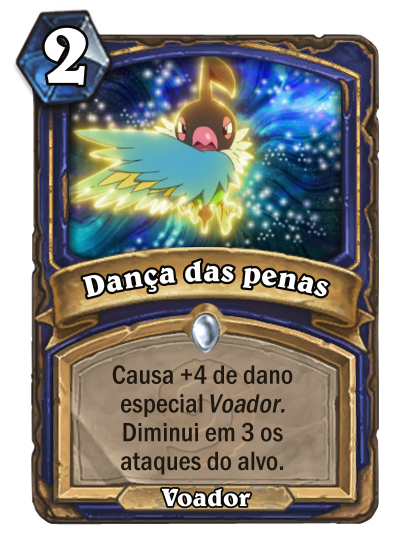 2
Dança das penas
Causa +4 de dano
especial Voador.
Diminui em 3 os
ataques do alvo.
Voador